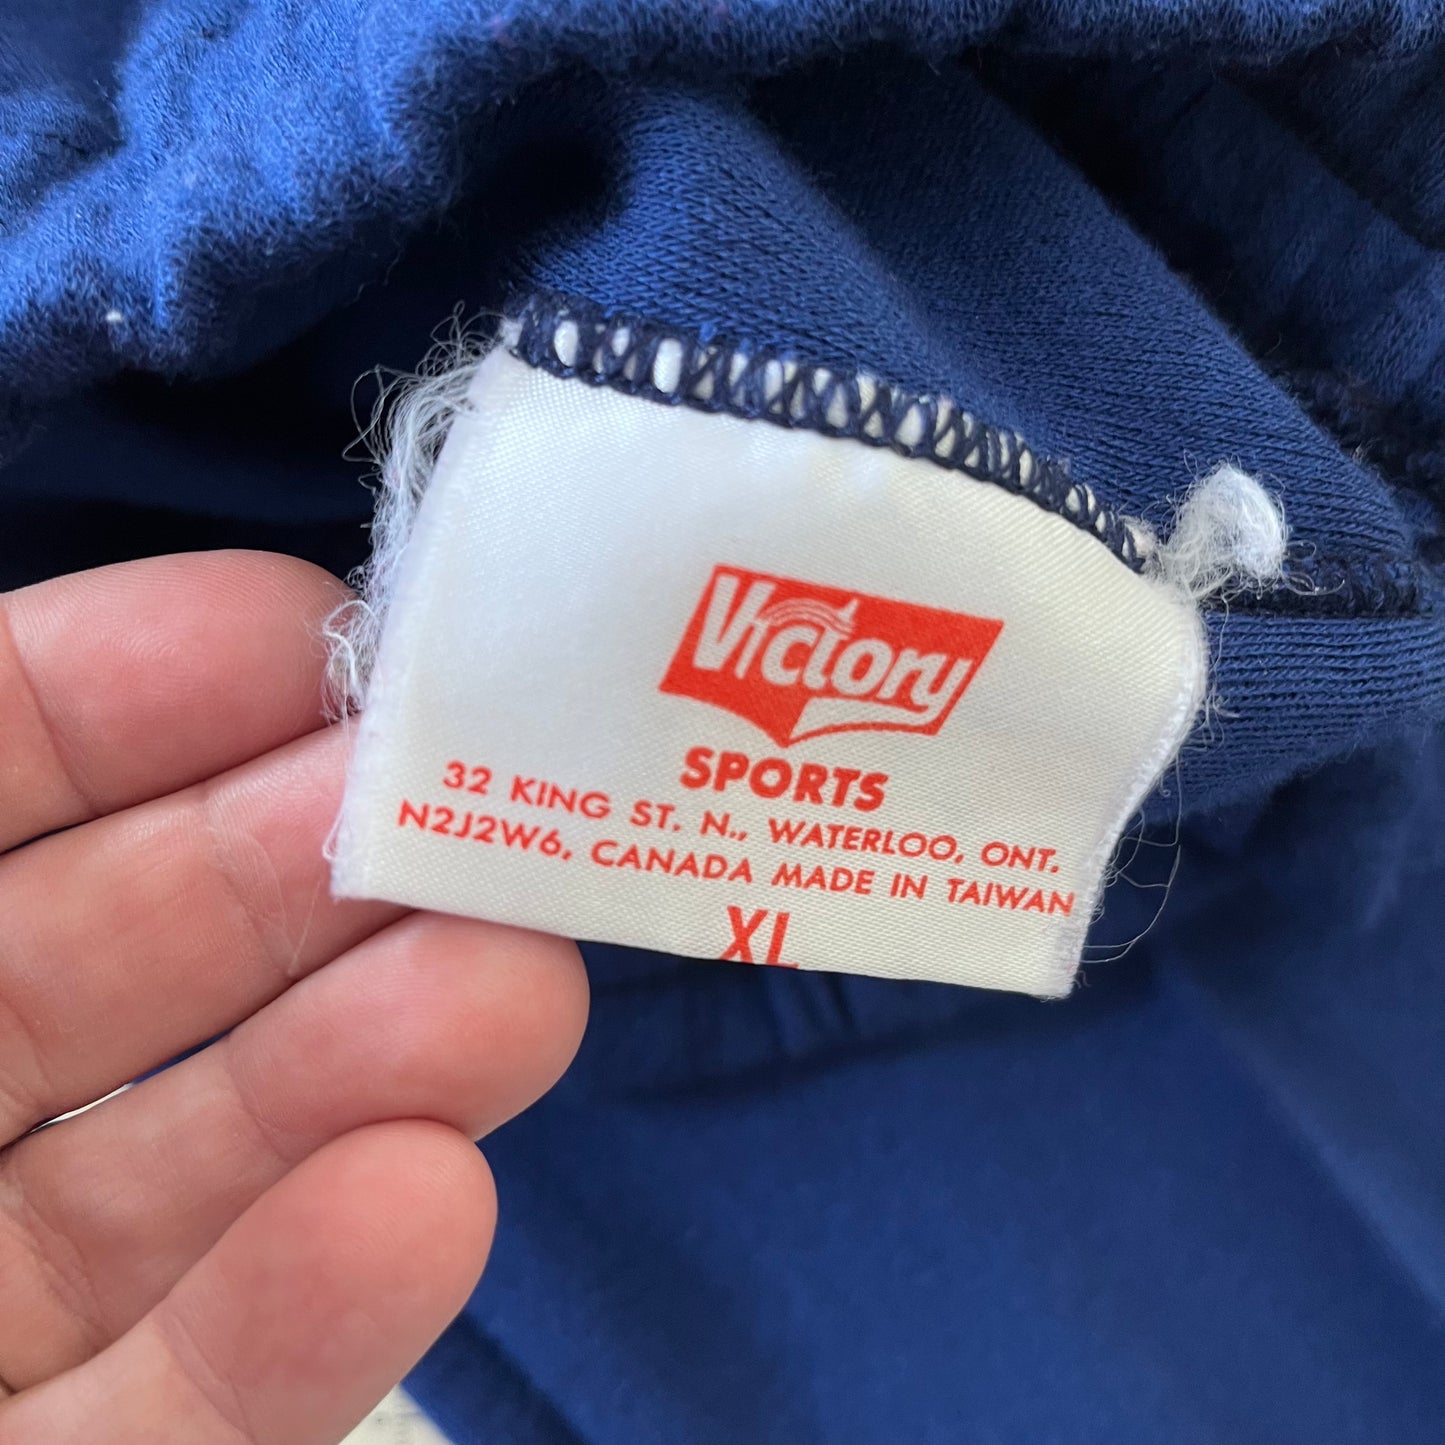 Victory
SPORTS
32 KING ST. N., WATERLOO, ONT.
N2J2W6, CANADA MADE IN TAIWAN
XL